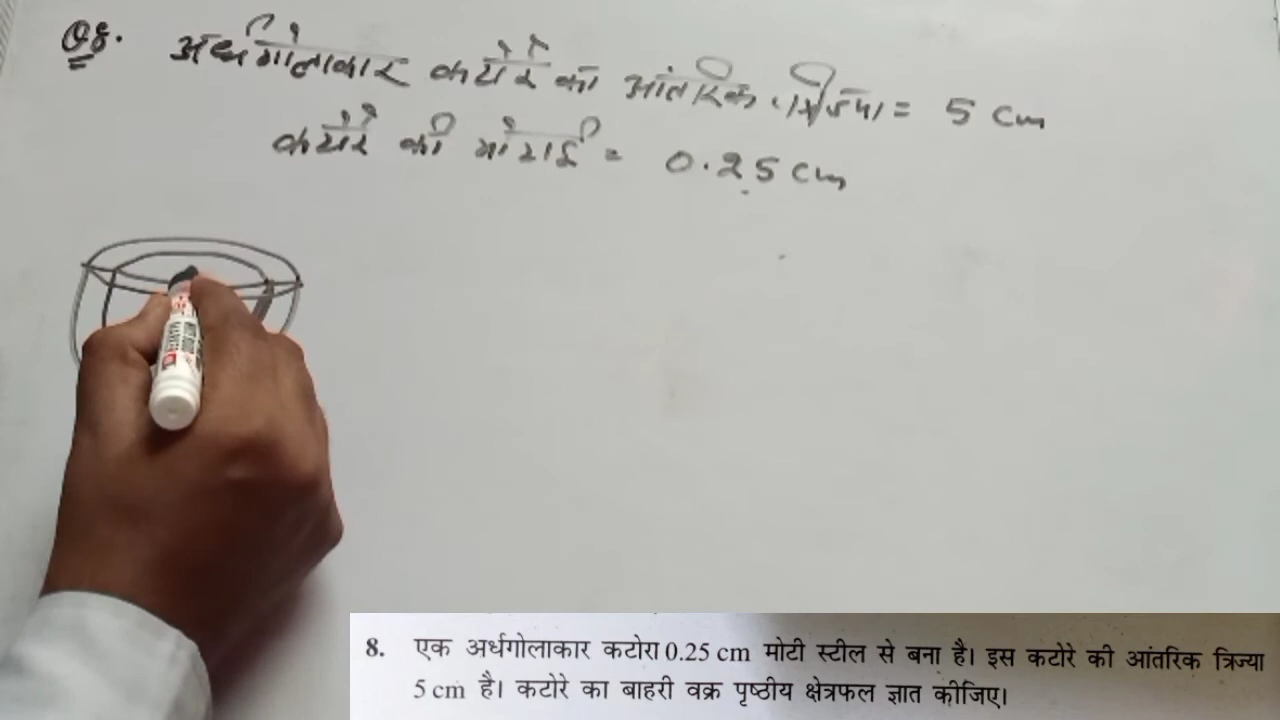 Q8. अर्धगोलाकार कटोरे की आंतरिक त्रिज्या = 5 cm
कटोरे की मोटाई = 0.25 cm
8. एक अर्धगोलाकार कटोरा 0.25 cm मोटी स्टील से बना है। इस कटोरे की आंतरिक त्रिज्या
5 cm है। कटोरे का बाहरी वक्र पृष्ठीय क्षेत्रफल ज्ञात कीजिए।